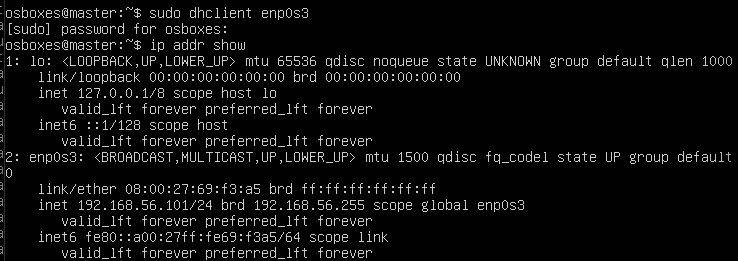 osboxes@master:~$ sudo dhclient enp0s3
[sudo] password for osboxes:
osboxes@master:~$ ip addr show
1: lo: <LOOPBACK,UP,LOWER_UP> mtu 65536 qdisc noqueue state UNKNOWN group default qlen 1000
    link/loopback 00:00:00:00:00:00 brd 00:00:00:00:00:00
    inet 127.0.0.1/8 scope host lo
       valid_lft forever preferred_lft forever
    inet6 ::1/128 scope host
       valid_lft forever preferred_lft forever
2: enp0s3: <BROADCAST,MULTICAST,UP,LOWER_UP> mtu 1500 qdisc fq_codel state UP group default
0
    link/ether 08:00:27:69:f3:a5 brd ff:ff:ff:ff:ff:ff
    inet 192.168.56.101/24 brd 192.168.56.255 scope global enp0s3
       valid_lft forever preferred_lft forever
    inet6 fe80::a00:27ff:fe69:f3a5/64 scope link
       valid_lft forever preferred_lft forever